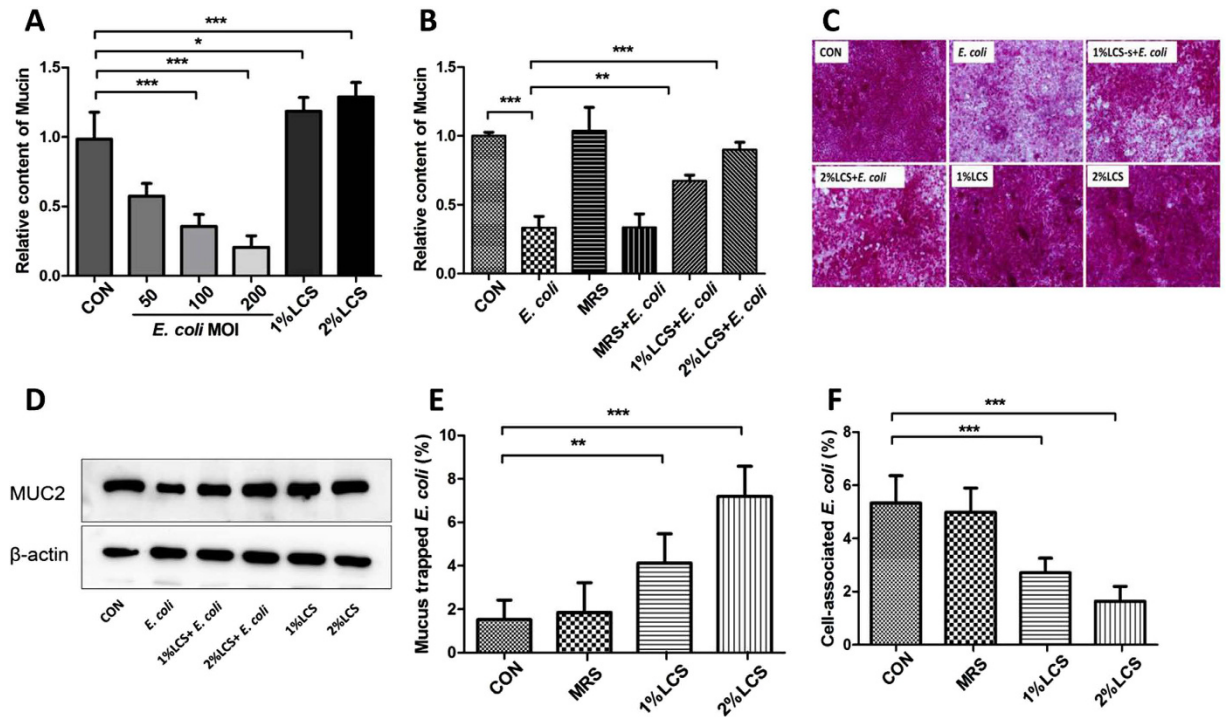 A
***
*
***
***
Relative content of Mucin
1.5
1.0
0.5
0.0
CON
50
100
200
1%LCS
2%LCS
E. coli MOI
B
***
**
***
Relative content of Mucin
1.5
1.0
0.5
0.0
CON
E. coli
MRS
MRS+E. coli
1%LCS+E. coli
2%LCS+E. coli
C
CON
E. coli
1%LCS-s+E. coli
2%LCS+E. coli
1%LCS
2%LCS
D
MUC2
β-actin
CON
E. coli
1%LCS+ E. coli
2%LCS+ E. coli
1%LCS
2%LCS
E
***
**
Mucus trapped E. coli (%)
10
8
6
4
2
0
CON
MRS
1%LCS
2%LCS
F
***
***
Cell-associated E. coli (%)
8
6
4
2
0
CON
MRS
1%LCS
2%LCS